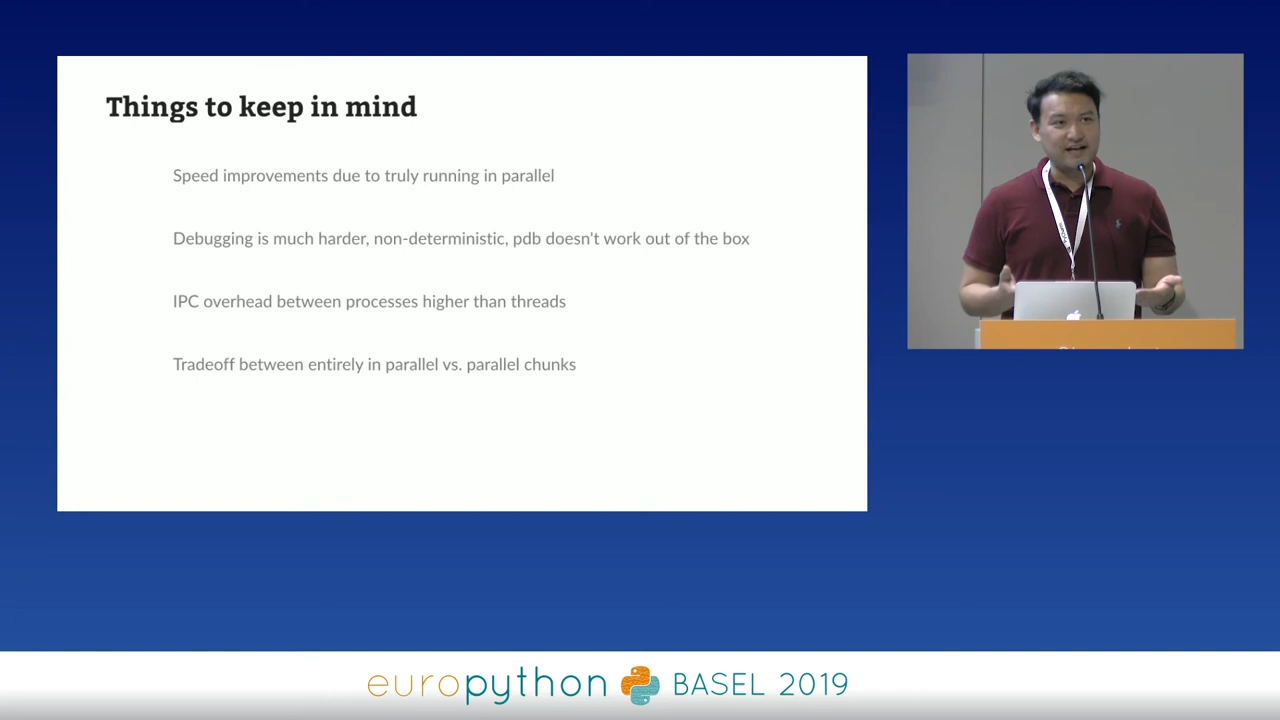 Things to keep in mind
Speed improvements due to truly running in parallel
Debugging is much harder, non-deterministic, pdb doesn't work out of the box
IPC overhead between processes higher than threads
Tradeoff between entirely in parallel vs. parallel chunks
europython BASEL 2019